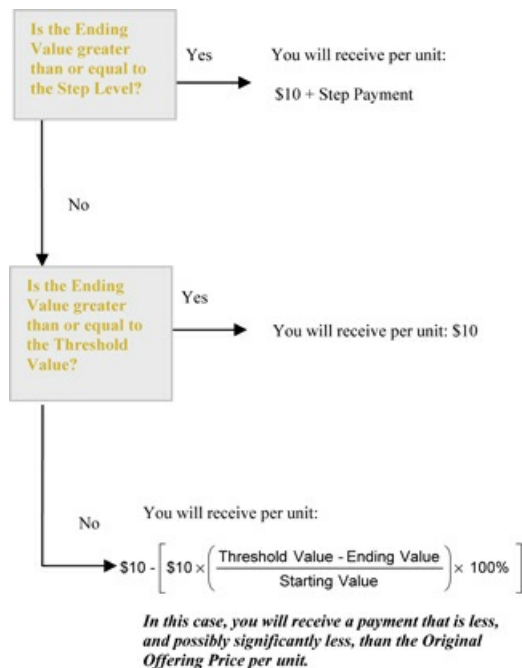 Is the Ending
Value greater
than or equal to
the Step Level?
Yes
You will receive per unit:
$10 + Step Payment
No
Is the Ending
Value greater
than or equal to
the Threshold
Value?
Yes
You will receive per unit: $10
No
You will receive per unit:
$10 - [ $10 × ( Threshold Value - Ending Value / Starting Value ) × 100% ]
In this case, you will receive a payment that is less,
and possibly significantly less, than the Original
Offering Price per unit.